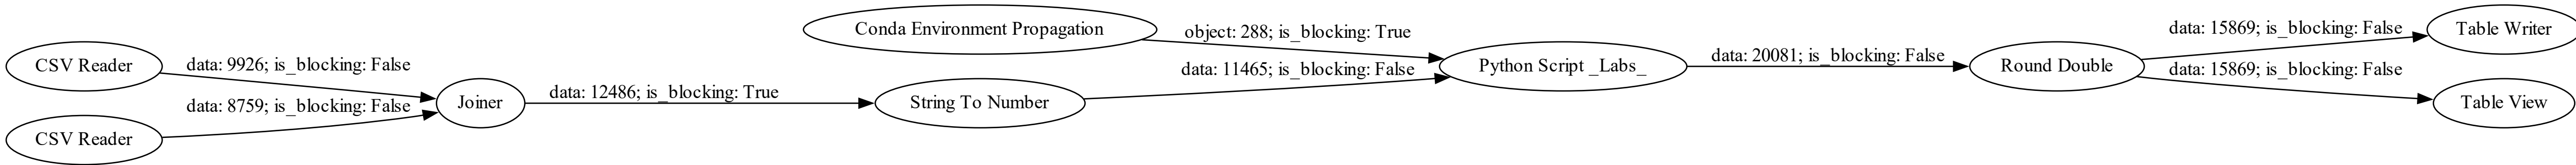 CSV Reader
data: 9926; is_blocking: False
CSV Reader
data: 8759; is_blocking: False
Joiner
data: 12486; is_blocking: True
Conda Environment Propagation
object: 288; is_blocking: True
String To Number
data: 11465; is_blocking: False
Python Script _Labs_
data: 20081; is_blocking: False
Round Double
data: 15869; is_blocking: False
Table Writer
data: 15869; is_blocking: False
Table View